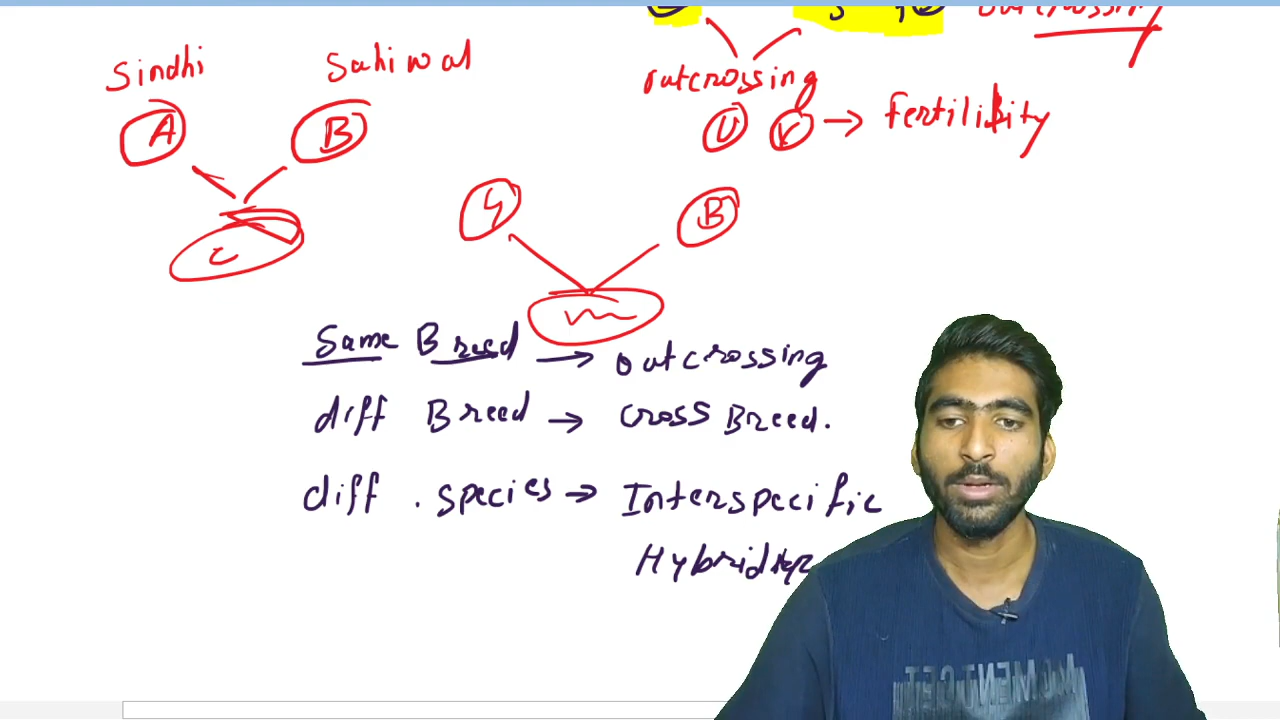 outcrossing
Sindhi
Sahiwal
outcrossing
A
B
U
V
→ fertility
C
G
B
Same Breed → outcrossing
diff Breed → Cross Breed.
diff . species → Interspecific